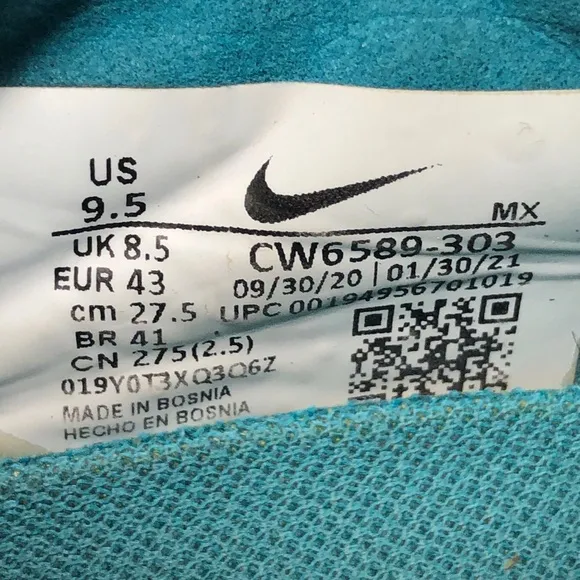 US
9.5
MX
UK 8.5
CW6589-303
EUR 43
09/30/20 | 01/30/21
cm 27.5
UPC 00194956701019
BR 41
CN 275(2.5)
019Y0T3XQ3Q6Z
MADE IN BOSNIA
HECHO EN BOSNIA